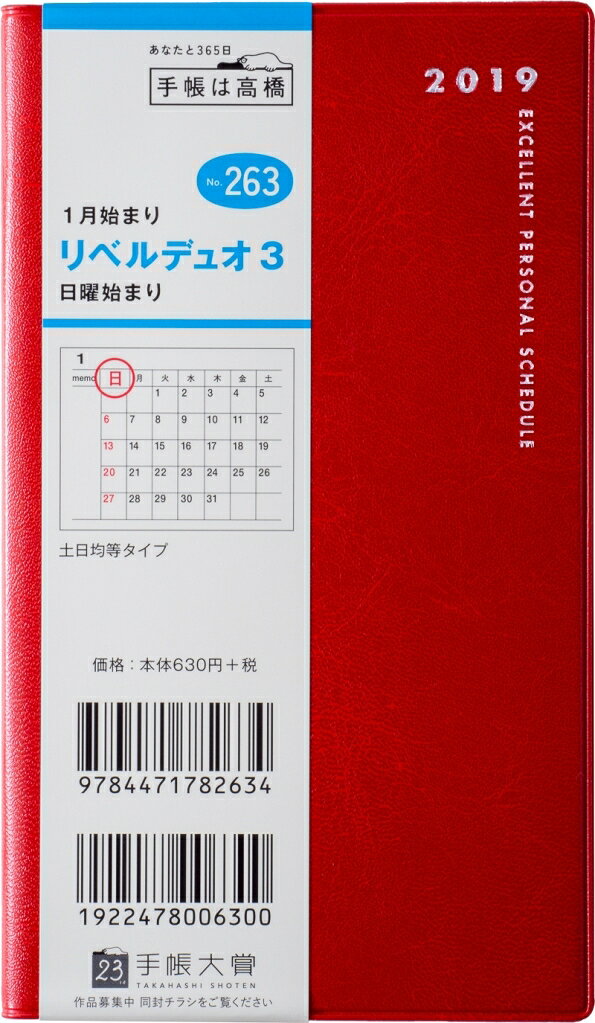 あなたと365日
手帳は高橋
No. 263
1月始まり
リベルデュオ 3
日曜始まり
1
memo 日 月 火 水 木 金 土
1 2 3 4 5
6 7 8 9 10 11 12
13 14 15 16 17 18 19
20 21 22 23 24 25 26
27 28 29 30 31
土日均等タイプ
価格：本体630円＋税
9784471782634
1922478006300
23rd 手帳大賞
TAKAHASHI SHOTEN
作品募集中 同封チラシをご覧ください
2019
EXCELLENT PERSONAL SCHEDULE